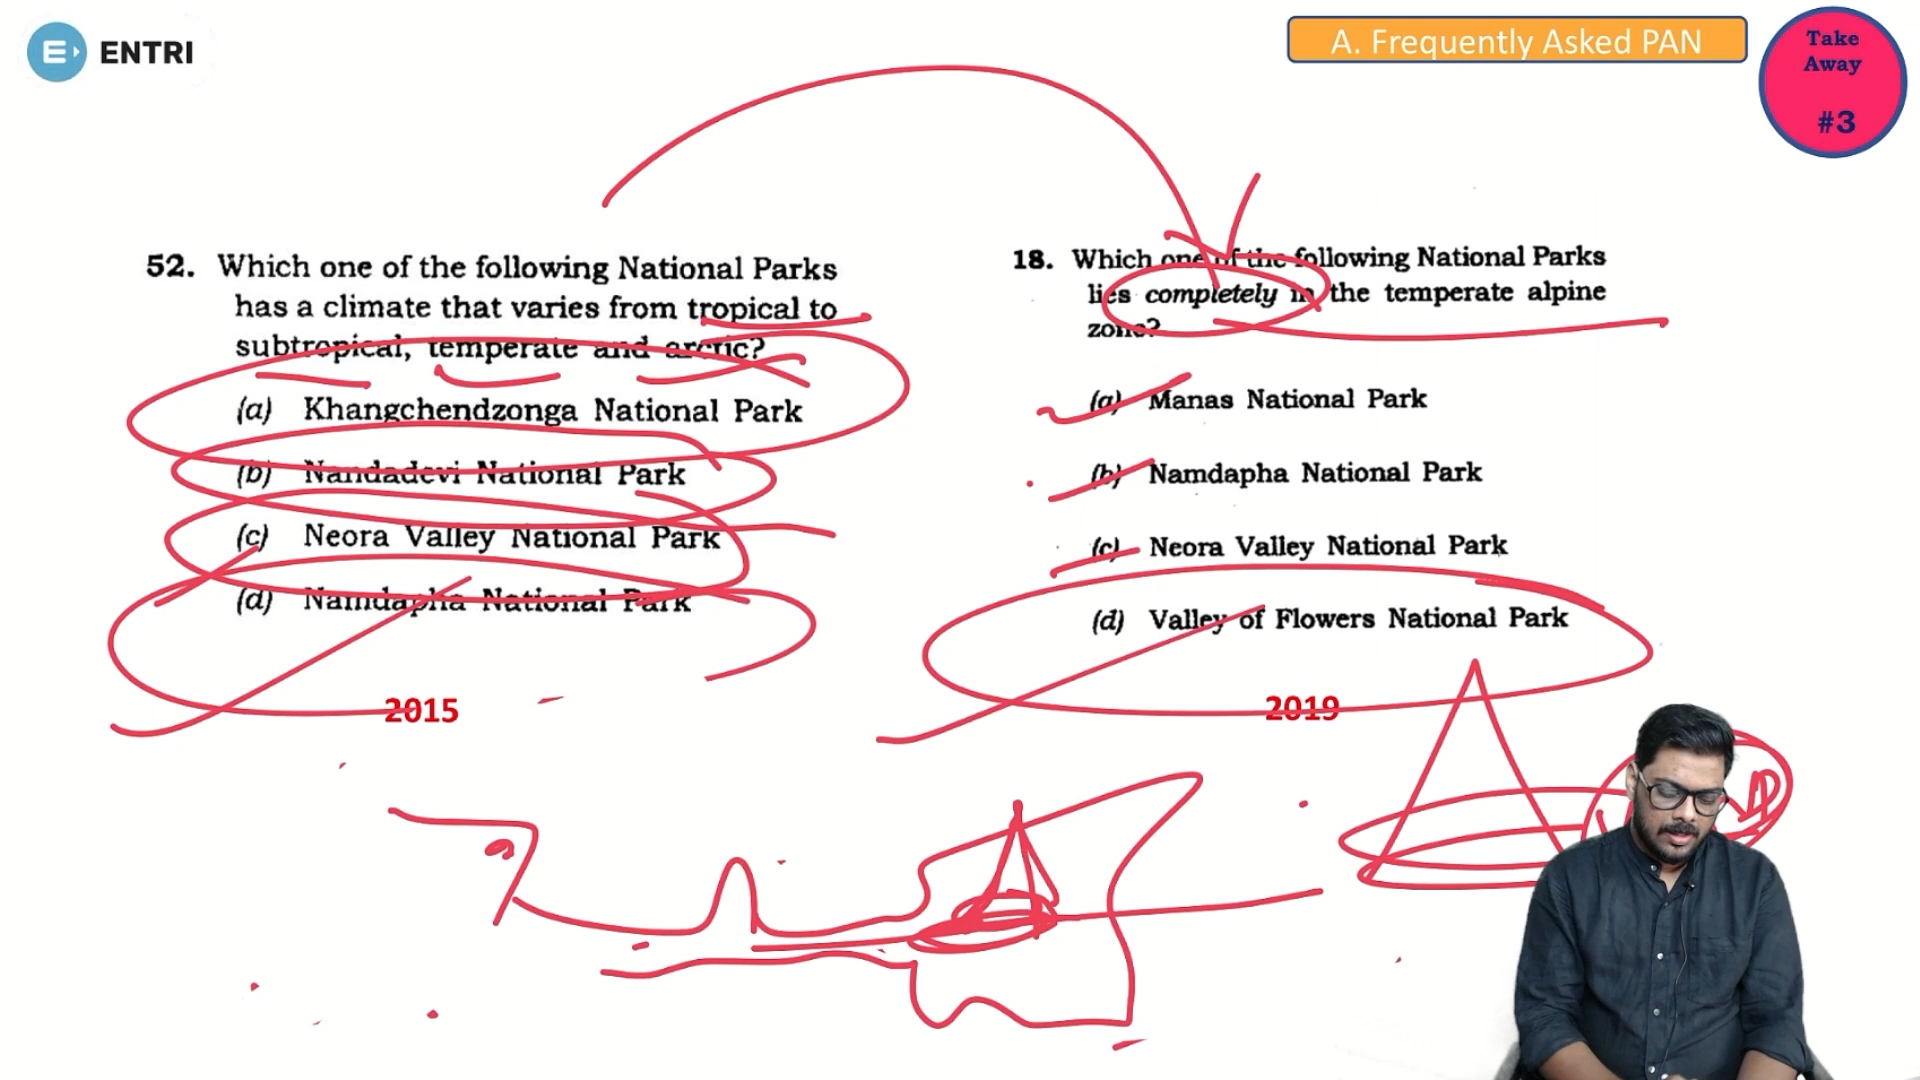 ENTRI
A. Frequently Asked PAN
Take
Away
#3
52. Which one of the following National Parks
has a climate that varies from tropical to
subtropical, temperate and arctic?
(a) Khangchendzonga National Park
(b) Nandadevi National Park
(c) Neora Valley National Park
(d) Namdapha National Park
2015
18. Which one of the following National Parks
lies completely in the temperate alpine
zone?
(a) Manas National Park
(b) Namdapha National Park
(c) Neora Valley National Park
(d) Valley of Flowers National Park
2019